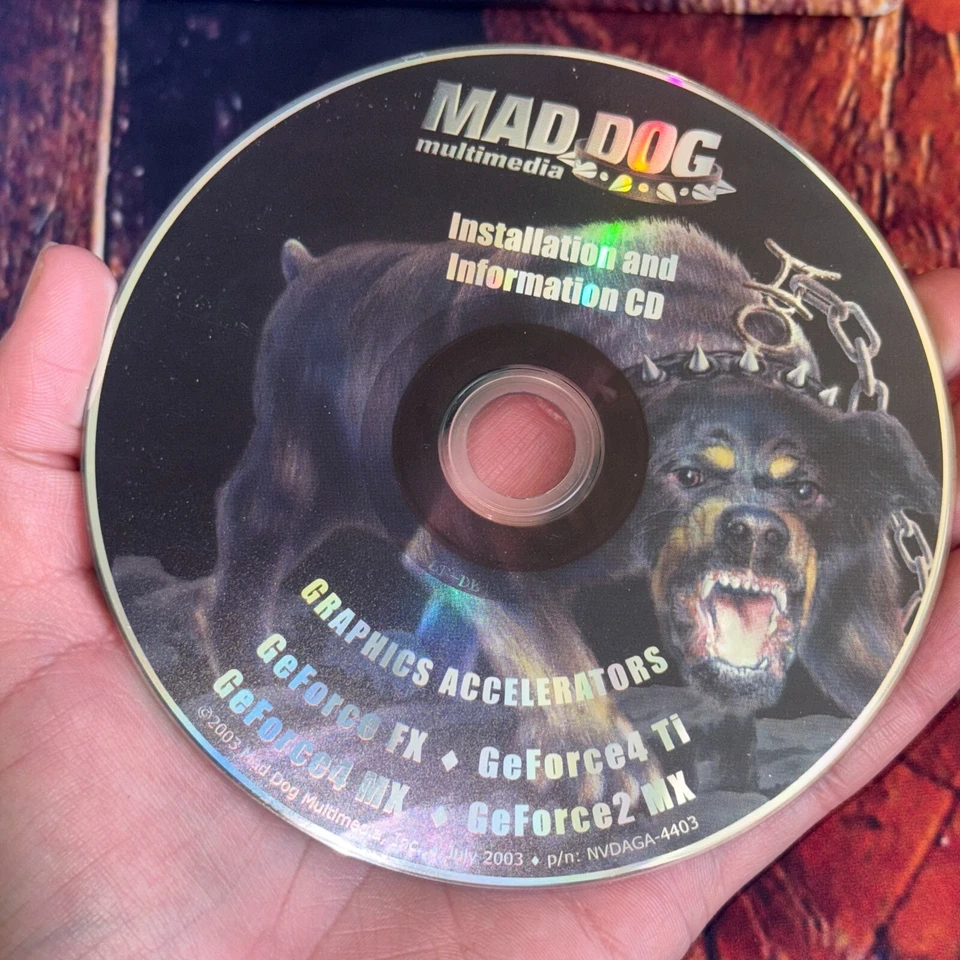 MAD DOG
multimedia
Installation and
Information CD
GRAPHICS ACCELERATORS
GeForce FX ♦ GeForce4 Ti
GeForce4 MX ♦ GeForce2 MX
©2003 Mad Dog Multimedia, Inc. ♦ July 2003 ♦ p/n: NVDAGA-4403